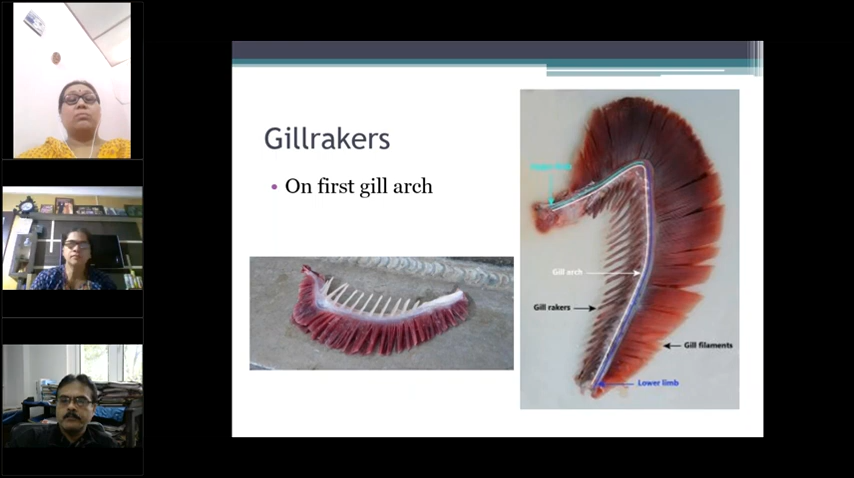 Gillrakers
• On first gill arch
Gill arch
Gill rakers
Gill filaments
Lower limb